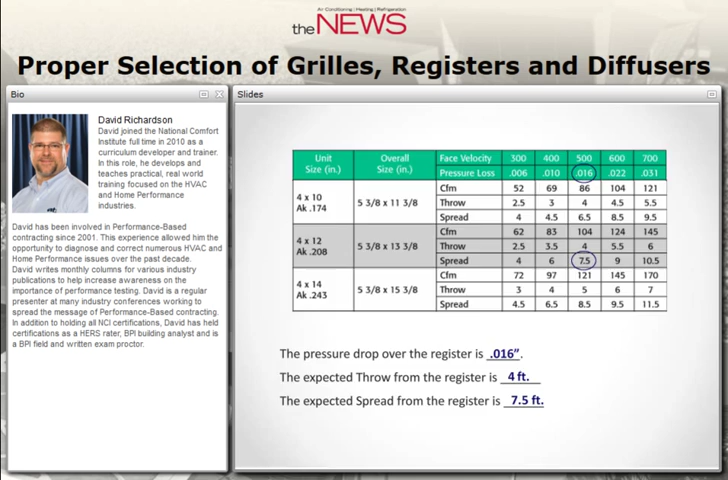 Air Conditioning | Heating | Refrigeration
the NEWS
Proper Selection of Grilles, Registers and Diffusers
Bio
David Richardson
David joined the National Comfort
Institute full time in 2010 as a
curriculum developer and trainer.
In this role, he develops and
teaches practical, real world
training focused on the HVAC
and Home Performance
industries.
David has been involved in Performance-Based
contracting since 2001. This experience allowed him the
opportunity to diagnose and correct numerous HVAC and
Home Performance issues over the past decade.
David writes monthly columns for various industry
publications to help increase awareness on the
importance of performance testing. David is a regular
presenter at many industry conferences working to
spread the message of Performance-Based contracting.
In addition to holding all NCI certifications, David has held
certifications as a HERS rater, BPI building analyst and is
a BPI field and written exam proctor.
Slides
Unit Size (in.) Overall Size (in.) Face Velocity 300 400 500 600 700
Pressure Loss .006 .010 .016 .022 .031
4 x 10 Ak .174 5 3/8 x 11 3/8 Cfm 52 69 86 104 121
Throw 2.5 3 4 4.5 5.5
Spread 4 4.5 6.5 8.5 9.5
4 x 12 Ak .208 5 3/8 x 13 3/8 Cfm 62 83 104 124 145
Throw 2.5 3.5 4 5.5 6
Spread 4 6 7.5 9 10.5
4 x 14 Ak .243 5 3/8 x 15 3/8 Cfm 72 97 121 145 170
Throw 3 4 5 6 7
Spread 4.5 6.5 8.5 9.5 11.5
The pressure drop over the register is .016".
The expected Throw from the register is 4 ft.
The expected Spread from the register is 7.5 ft.